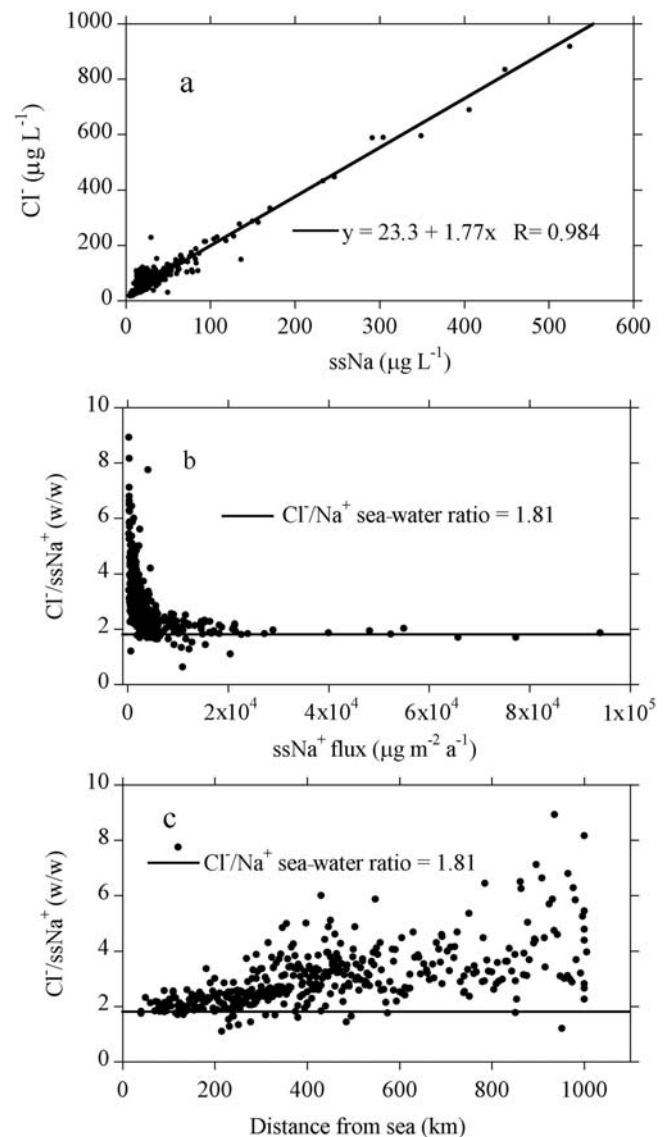 1000
a
800
600
Cl⁻ (µg L⁻¹)
400
y = 23.3 + 1.77x R= 0.984
200
0
0 100 200 300 400 500 600
ssNa (µg L⁻¹)
10
b
8
Cl⁻/Na⁺ sea-water ratio = 1.81
6
Cl⁻/ssNa⁺ (w/w)
4
2
0
0 2x10⁴ 4x10⁴ 6x10⁴ 8x10⁴ 1x10⁵
ssNa⁺ flux (µg m⁻² a⁻¹)
10
c
8
Cl⁻/Na⁺ sea-water ratio = 1.81
6
Cl⁻/ssNa⁺ (w/w)
4
2
0
0 200 400 600 800 1000
Distance from sea (km)